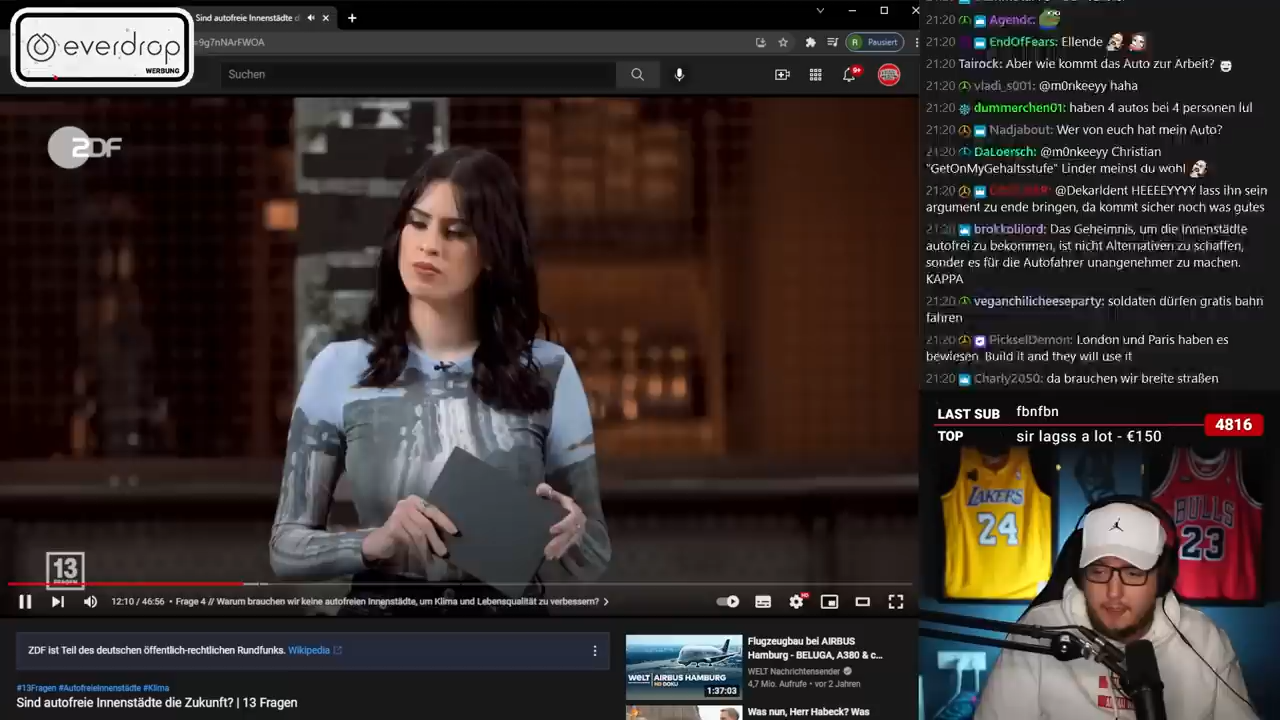 everdrop
WERBUNG
Sind autofreie Innenstädte d
=9g7nNArFWOA
Pausiert
Suchen
9+
ZDF
13
FRAGEN
12:10 / 46:56 • Frage 4 // Warum brauchen wir keine autofreien Innenstädte, um Klima und Lebensqualität zu verbessern?
HD
ZDF ist Teil des deutschen öffentlich-rechtlichen Rundfunks. Wikipedia
#13Fragen #AutofreieInnenstädte #Klima
Sind autofreie Innenstädte die Zukunft? | 13 Fragen
WELT AIRBUS HAMBURG
HD DOKU
1:37:03
Flugzeugbau bei AIRBUS
Hamburg - BELUGA, A380 & c...
WELT Nachrichtensender
4,7 Mio. Aufrufe • vor 2 Jahren
Was nun, Herr Habeck? Was
21:20 Agendc:
21:20 EndOfFears: Ellende
Tairock: Aber wie kommt das Auto zur Arbeit?
21:20 vladi_s001: @m0nkeeyy haha
21:20 dummerchen01: haben 4 autos bei 4 personen lul
21:20 Nadjabout: Wer von euch hat mein Auto?
21:20 DaLoersch: @m0nkeeyy Christian
"GetOnMyGehaltsstufe" Linder meinst du wohl
21:20 @Dekarldent HEEEEYYYY lass ihn sein
argument zu ende bringen, da kommt sicher noch was gutes
21:20 brokkolilord: Das Geheimnis, um die Innenstädte
autofrei zu bekommen, ist nicht Alternativen zu schaffen,
sonder es für die Autofahrer unangenehmer zu machen.
KAPPA
21:20 veganchilicheeseparty: soldaten dürfen gratis bahn
fahren
21:20 PickselDemon: London und Paris haben es
bewiesen. Build it and they will use it
21:20 Charly2050: da brauchen wir breite straßen
LAST SUB fbnfbn
4816
TOP sir lagss a lot - €150
LAKERS
24
BULLS
23